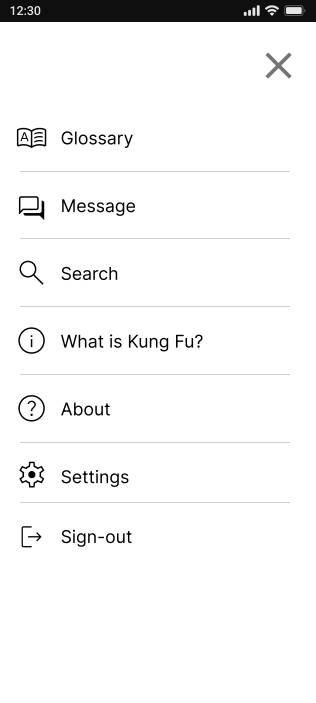 12:30
Glossary
Message
Search
What is Kung Fu?
About
Settings
Sign-out